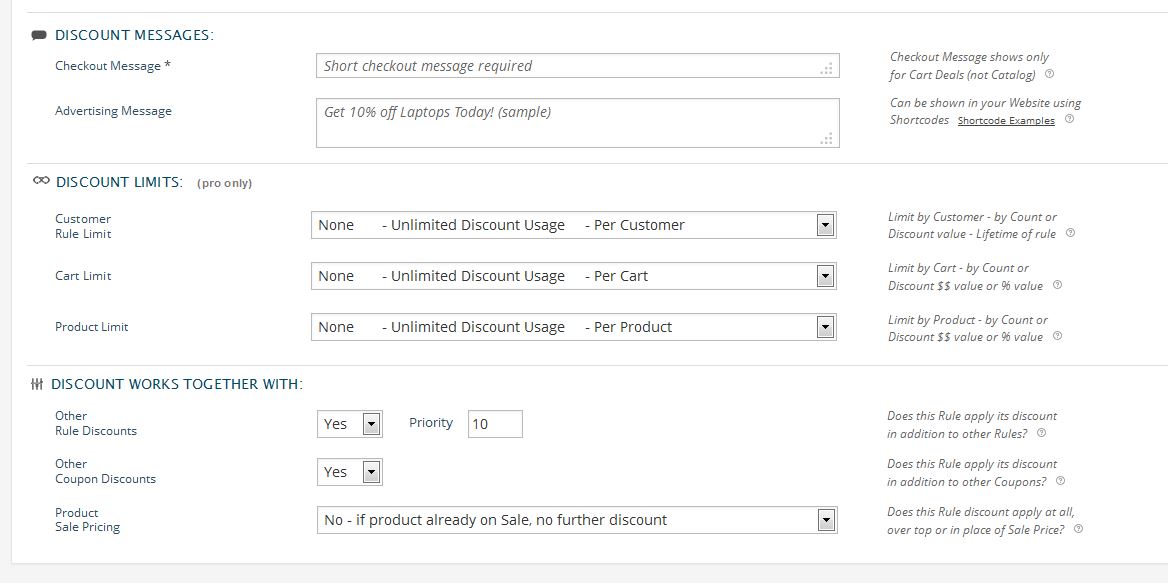 DISCOUNT MESSAGES:
Checkout Message *
Short checkout message required
Checkout Message shows only
for Cart Deals (not Catalog) ?
Advertising Message
Get 10% off Laptops Today! (sample)
Can be shown in your Website using
Shortcodes Shortcode Examples ?
DISCOUNT LIMITS: (pro only)
Customer
Rule Limit
None - Unlimited Discount Usage - Per Customer
Limit by Customer - by Count or
Discount value - Lifetime of rule ?
Cart Limit
None - Unlimited Discount Usage - Per Cart
Limit by Cart - by Count or
Discount $$ value or % value ?
Product Limit
None - Unlimited Discount Usage - Per Product
Limit by Product - by Count or
Discount $$ value or % value ?
DISCOUNT WORKS TOGETHER WITH:
Other
Rule Discounts
Yes Priority 10
Does this Rule apply its discount
in addition to other Rules? ?
Other
Coupon Discounts
Yes
Does this Rule apply its discount
in addition to other Coupons? ?
Product
Sale Pricing
No - if product already on Sale, no further discount
Does this Rule discount apply at all,
over top or in place of Sale Price? ?